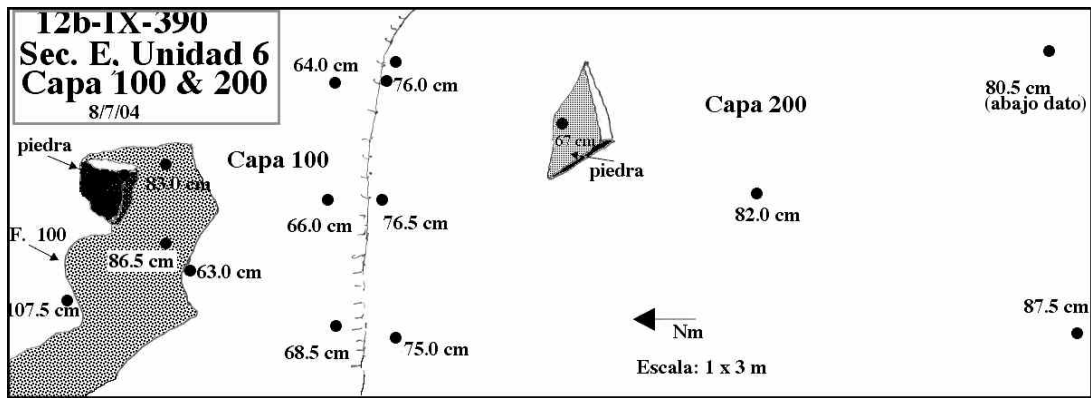 12b-IX-390
Sec. E, Unidad 6
Capa 100 & 200
8/7/04
64.0 cm
76.0 cm
80.5 cm
(abajo dato)
Capa 200
67 cm
piedra
piedra
Capa 100
83.0 cm
66.0 cm
76.5 cm
82.0 cm
F. 100
86.5 cm
63.0 cm
107.5 cm
87.5 cm
Nm
68.5 cm
75.0 cm
Escala: 1 x 3 m